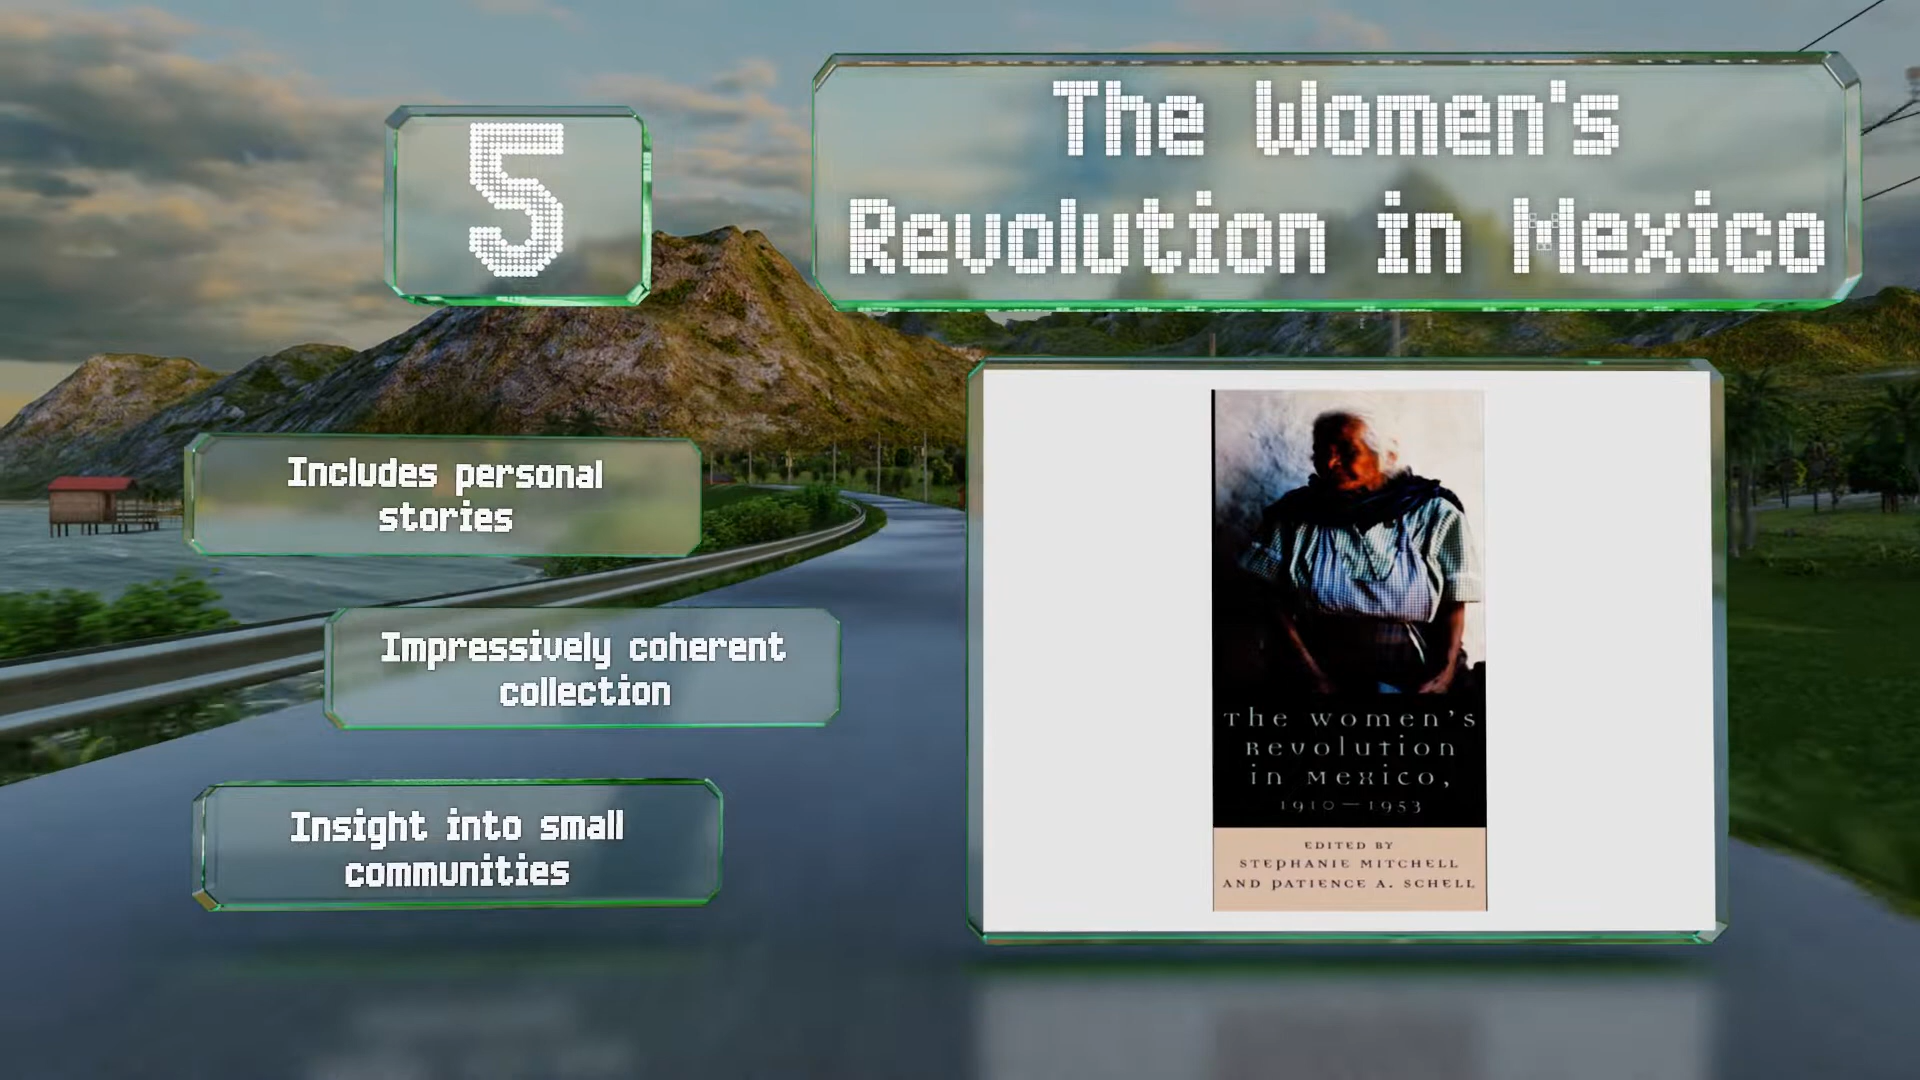 5
The Women's
Revolution in Mexico
Includes personal
stories
Impressively coherent
collection
Insight into small
communities
The Women's
Revolution
in Mexico,
1910—1953
EDITED BY
STEPHANIE MITCHELL
AND PATIENCE A. SCHELL